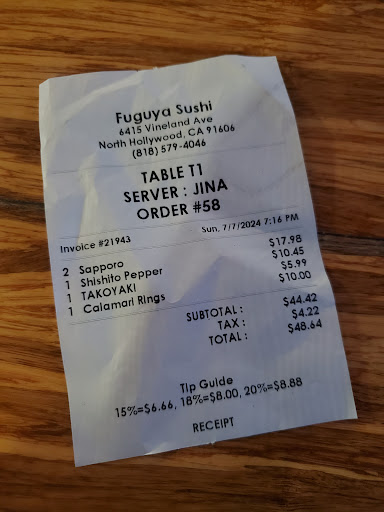 Fuguya Sushi
6415 Vineland Ave
North Hollywood, CA 91606
(818) 579-4046
TABLE T1
SERVER : JINA
ORDER #58
Invoice #21943 Sun, 7/7/2024 7:16 PM
2 Sapporo $17.98
1 Shishito Pepper $10.45
1 TAKOYAKI $5.99
1 Calamari Rings $10.00
SUBTOTAL : $44.42
TAX : $4.22
TOTAL : $48.64
Tip Guide
15%=$6.66, 18%=$8.00, 20%=$8.88
RECEIPT